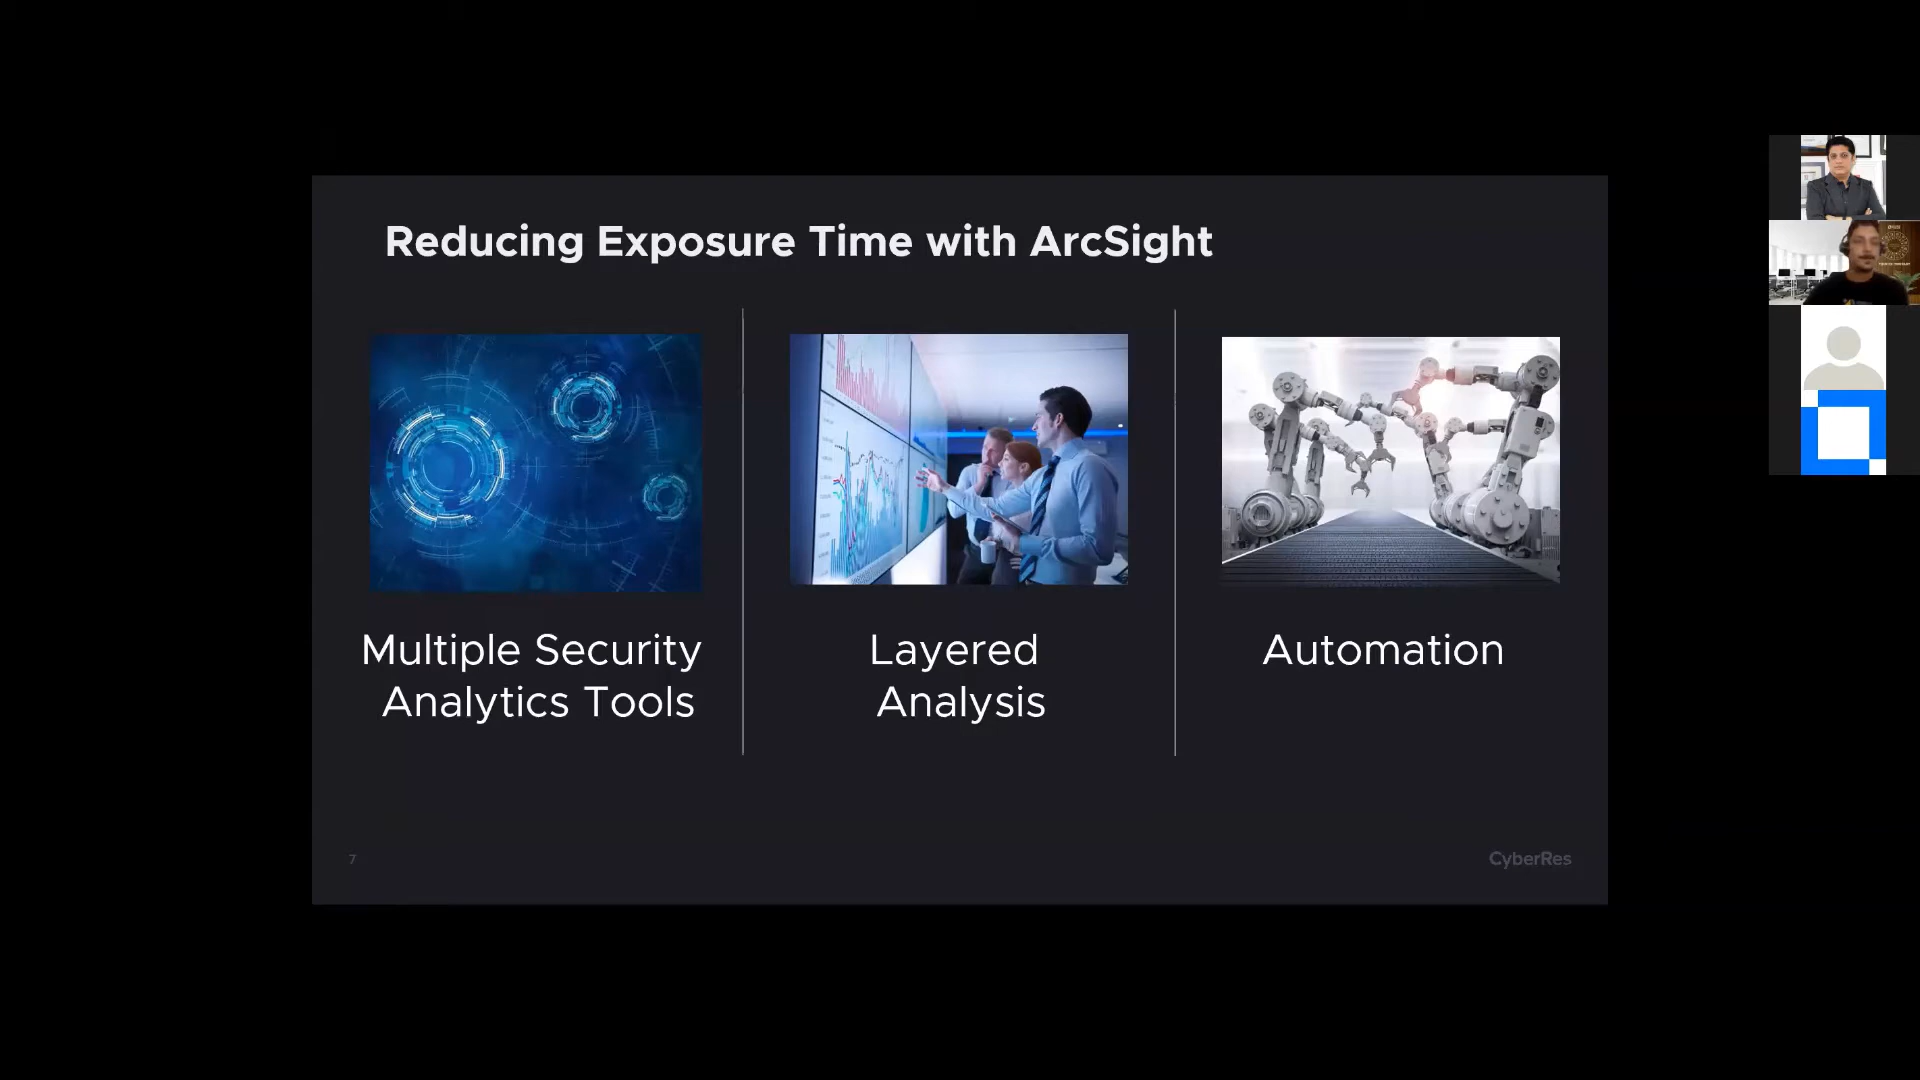 Reducing Exposure Time with ArcSight
Multiple Security
Analytics Tools
Layered
Analysis
Automation
7
CyberRes